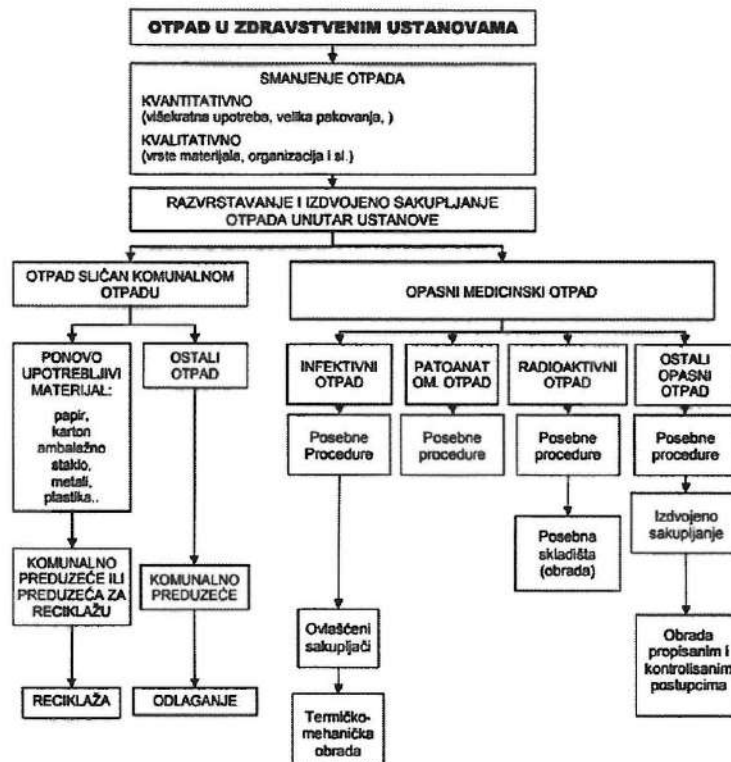 OTPAD U ZDRAVSTVENIM USTANOVAMA
SMANJENJE OTPADA
KVANTITATIVNO
(višekratna upotreba, velika pakovanja, )
KVALITATIVNO
(vrste materijala, organizacija i sl.)
RAZVRSTAVANJE I IZDVOJENO SAKUPLJANJE
OTPADA UNUTAR USTANOVE
OTPAD SLIČAN KOMUNALNOM
OTPADU
OPASNI MEDICINSKI OTPAD
PONOVO
UPOTREBLJIVI
MATERIJAL:
papir,
karton
ambalažno
staklo,
metali,
plastika..
OSTALI
OTPAD
INFEKTIVNI
OTPAD
PATOANAT
OM. OTPAD
RADIOAKTIVNI
OTPAD
OSTALI
OPASNI
OTPAD
Posebne
Procedure
Posebne
procedure
Posebne
procedure
Posebne
procedure
Posebna
skladišta
(obrada)
Izdvojeno
sakupljanje
KOMUNALNO
PREDUZEĆE ILI
PREDUZEĆA ZA
RECIKLAŽU
KOMUNALNO
PREDUZEĆE
Ovlašćeni
sakupljači
Obrada
propisanim i
kontrolisanim
postupcima
RECIKLAŽA
ODLAGANJE
Termičko-
mehanička
obrada